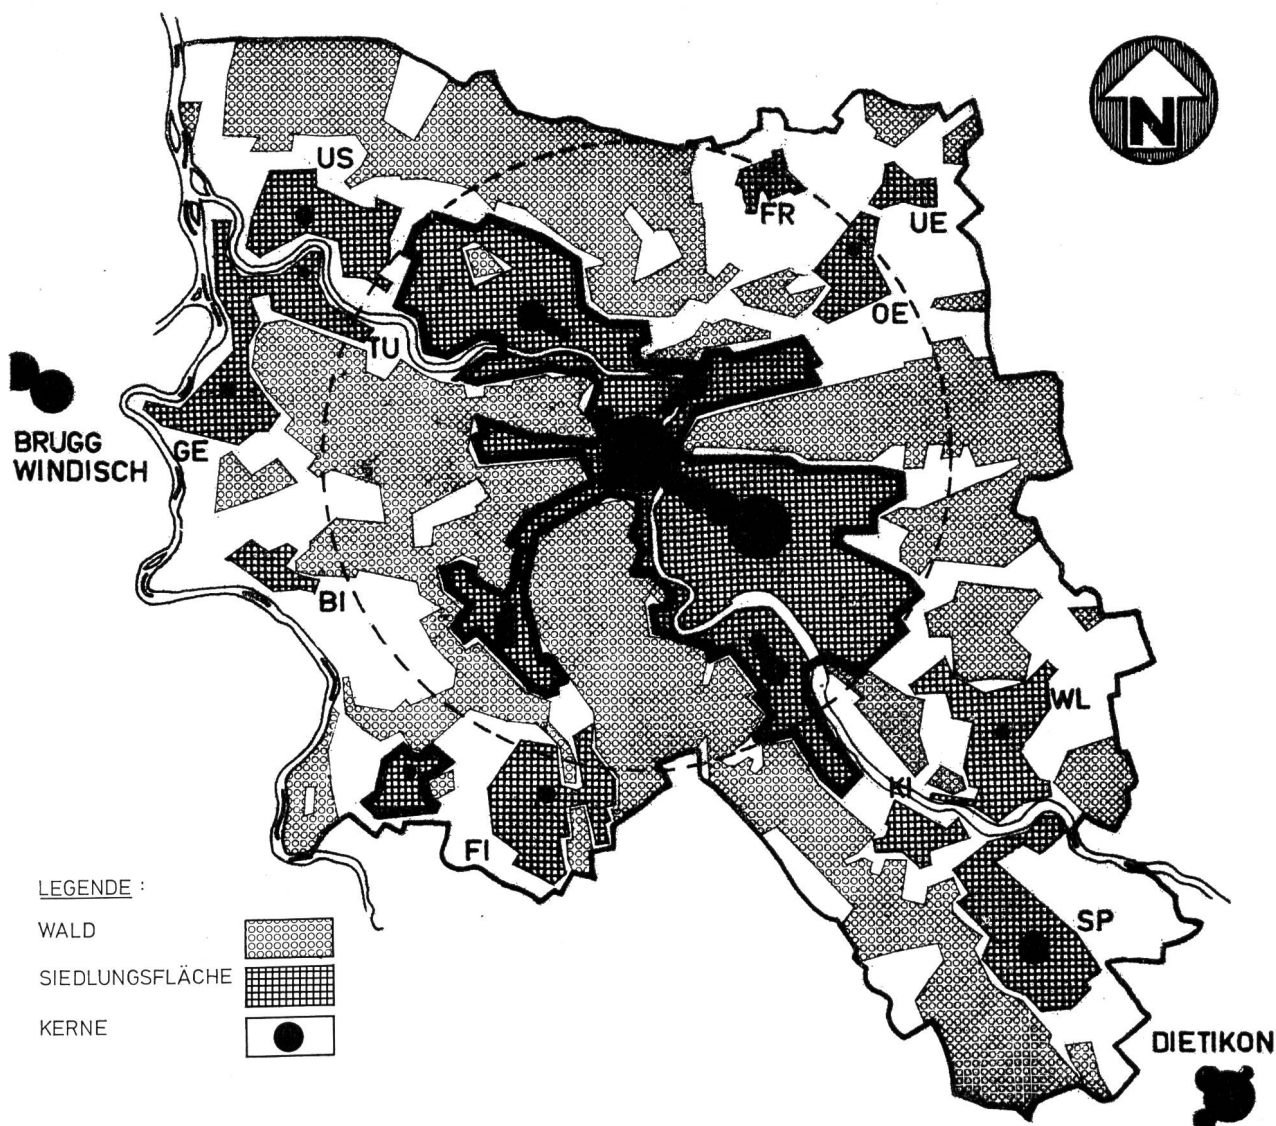 N
US
FR
UE
OE
TU
BRUGG
WINDISCH
GE
BI
WL
KI
FI
SP
LEGENDE :
WALD
SIEDLUNGSFLÄCHE
KERNE
DIETIKON